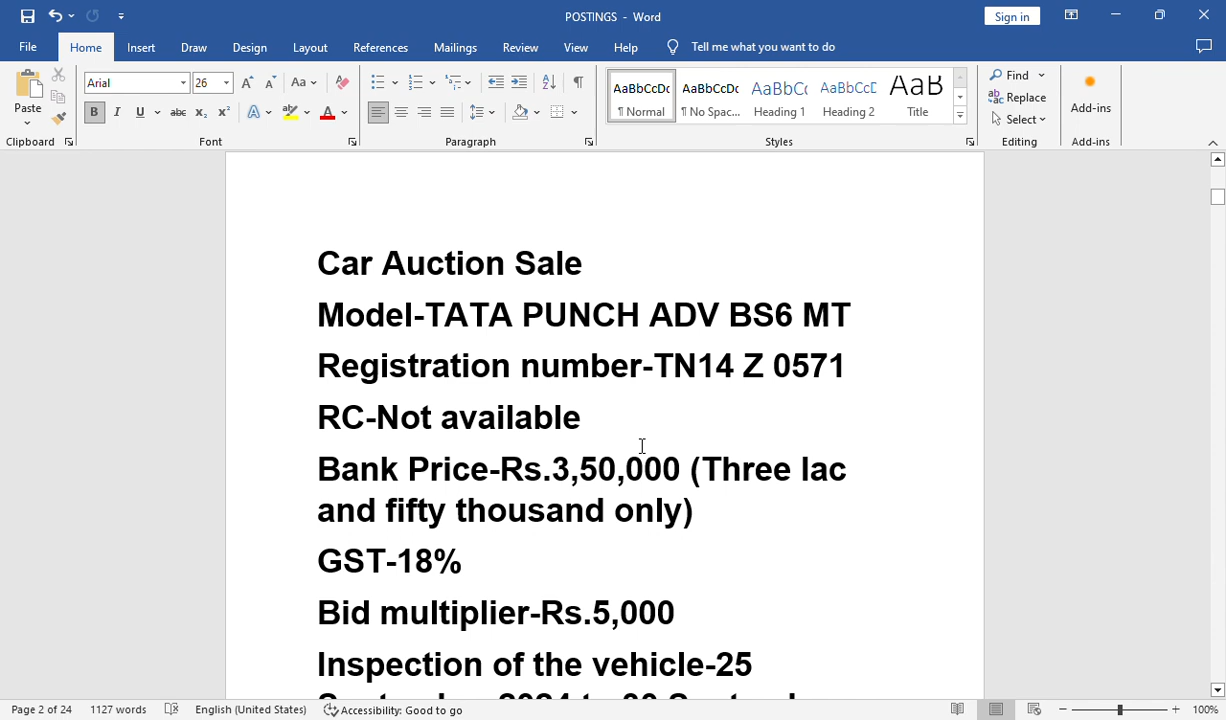 POSTINGS - Word
Sign in
File Home Insert Draw Design Layout References Mailings Review View Help Tell me what you want to do
Paste
Arial 26
Aa
B I U abc x₂ x² A A
AaBbCcDc AaBbCcDc AaBbCc AaBbCcD AaB
¶ Normal ¶ No Spac... Heading 1 Heading 2 Title
Find
Replace
Select
Add-ins
Clipboard Font Paragraph Styles Editing Add-ins
Car Auction Sale
Model-TATA PUNCH ADV BS6 MT
Registration number-TN14 Z 0571
RC-Not available
Bank Price-Rs.3,50,000 (Three lac
and fifty thousand only)
GST-18%
Bid multiplier-Rs.5,000
Inspection of the vehicle-25
Page 2 of 24 1127 words English (United States) Accessibility: Good to go 100%